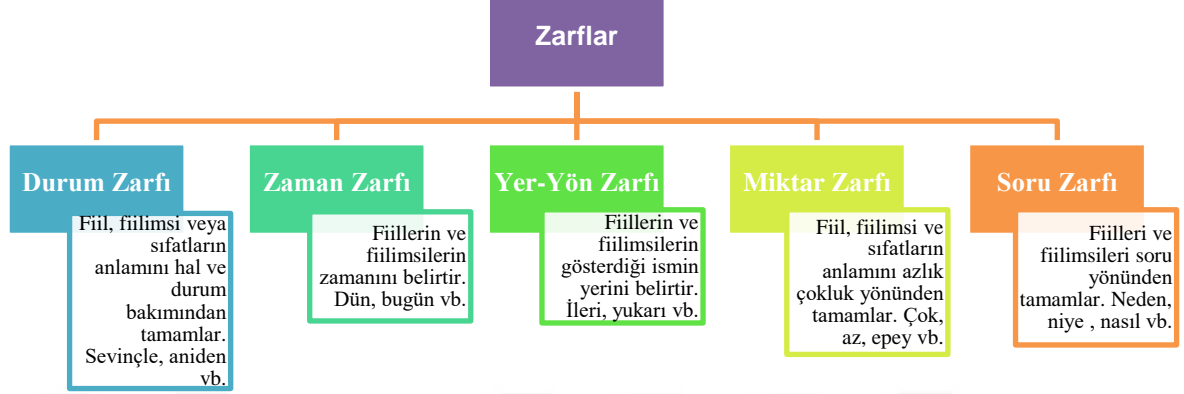 Zarflar
Durum Zarfı
Fiil, fiilimsi veya
sıfatların
anlamını hal ve
durum
bakımından
tamamlar.
Sevinçle, aniden
vb.
Zaman Zarfı
Fiillerin ve
fiilimsilerin
zamanını belirtir.
Dün, bugün vb.
Yer-Yön Zarfı
Fiillerin ve
fiilimsilerin
gösterdiği ismin
yerini belirtir.
İleri, yukarı vb.
Miktar Zarfı
Fiil, fiilimsi ve
sıfatların
anlamını azlık
çokluk yönünden
tamamlar. Çok,
az, epey vb.
Soru Zarfı
Fiilleri ve
fiilimsileri soru
yönünden
tamamlar. Neden,
niye , nasıl vb.